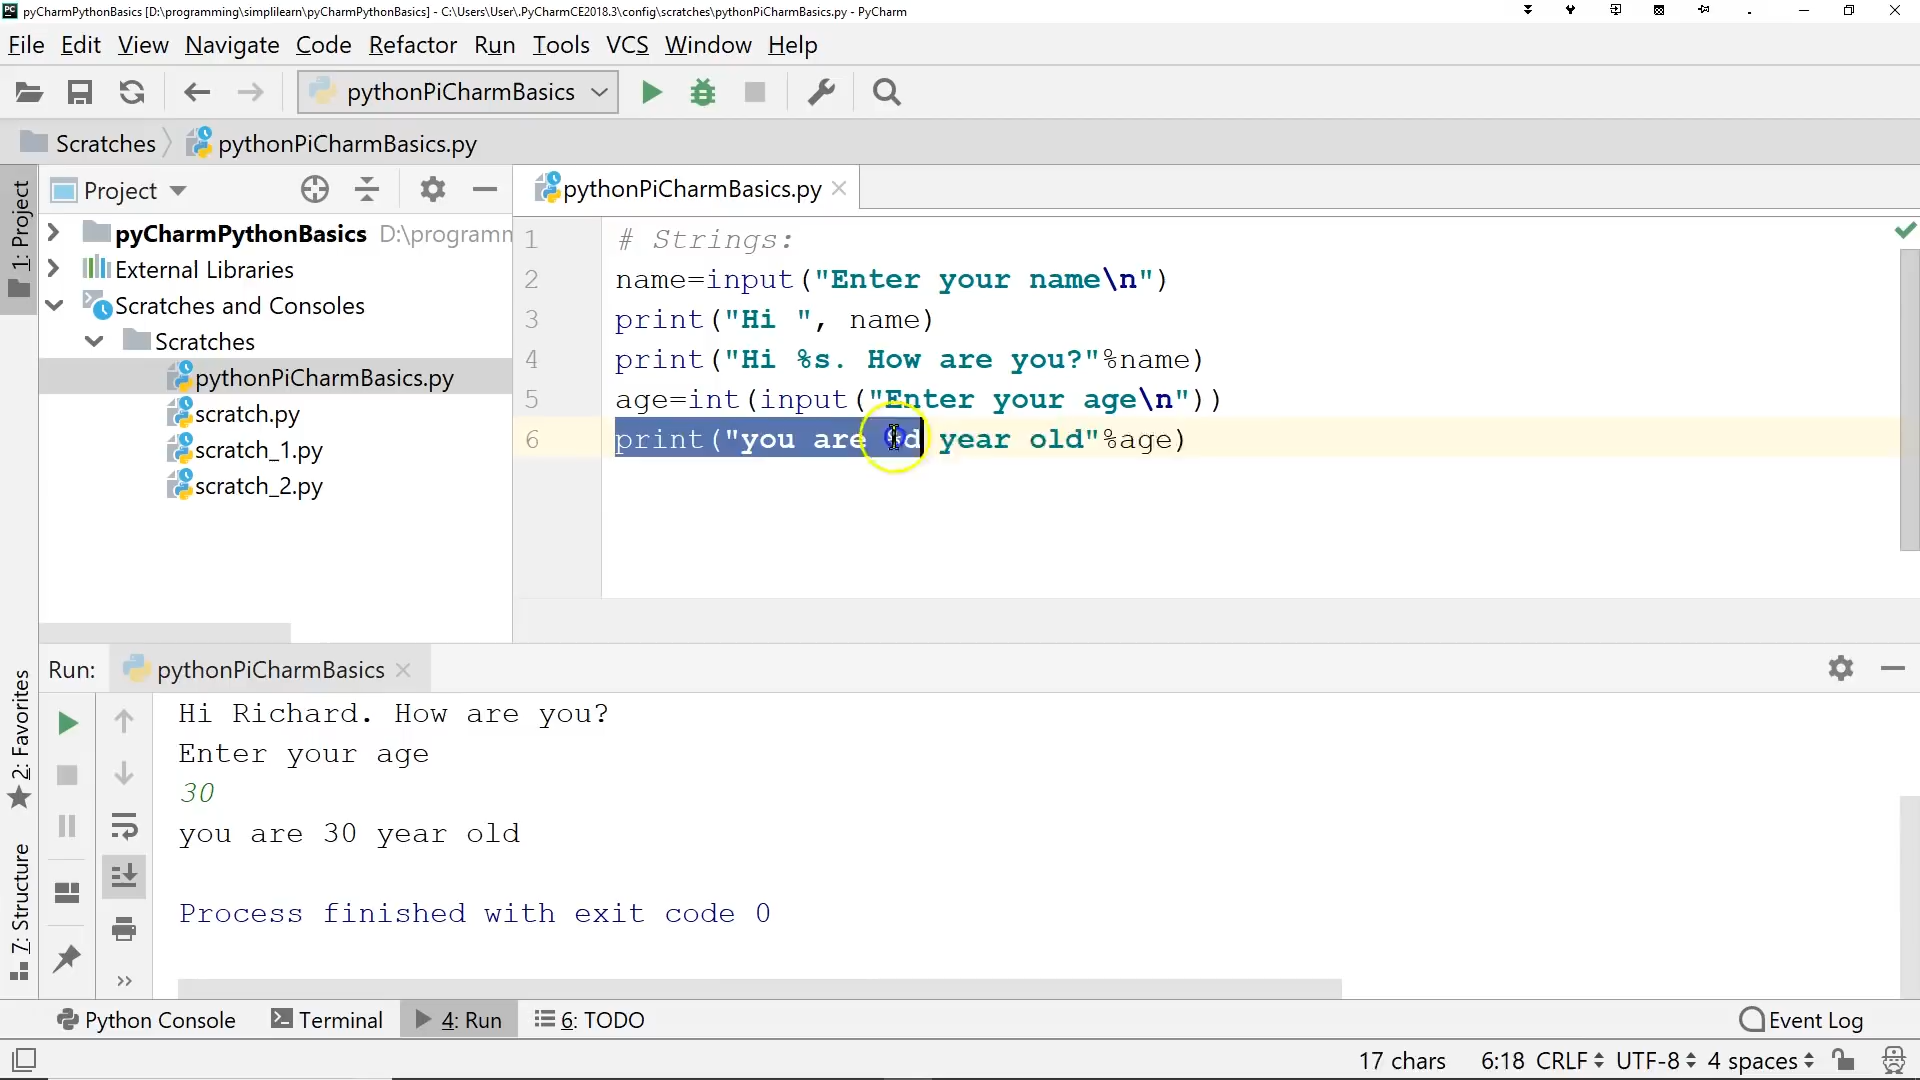 pyCharmPythonBasics [D:\programming\simplilearn\pyCharmPythonBasics] - C:\Users\User\.PyCharmCE2018.3\config\scratches\pythonPiCharmBasics.py - PyCharm
File Edit View Navigate Code Refactor Run Tools VCS Window Help
pythonPiCharmBasics
Scratches pythonPiCharmBasics.py
1: Project
Project
pyCharmPythonBasics D:\programm
External Libraries
Scratches and Consoles
Scratches
pythonPiCharmBasics.py
scratch.py
scratch_1.py
scratch_2.py
pythonPiCharmBasics.py
1 # Strings:
2 name=input("Enter your name\n")
3 print("Hi ", name)
4 print("Hi %s. How are you?"%name)
5 age=int(input("Enter your age\n"))
6 print("you are %d year old"%age)
Run: pythonPiCharmBasics
2: Favorites
7: Structure
Hi Richard. How are you?
Enter your age
30
you are 30 year old
Process finished with exit code 0
Python Console Terminal 4: Run 6: TODO Event Log
17 chars 6:18 CRLF UTF-8 4 spaces